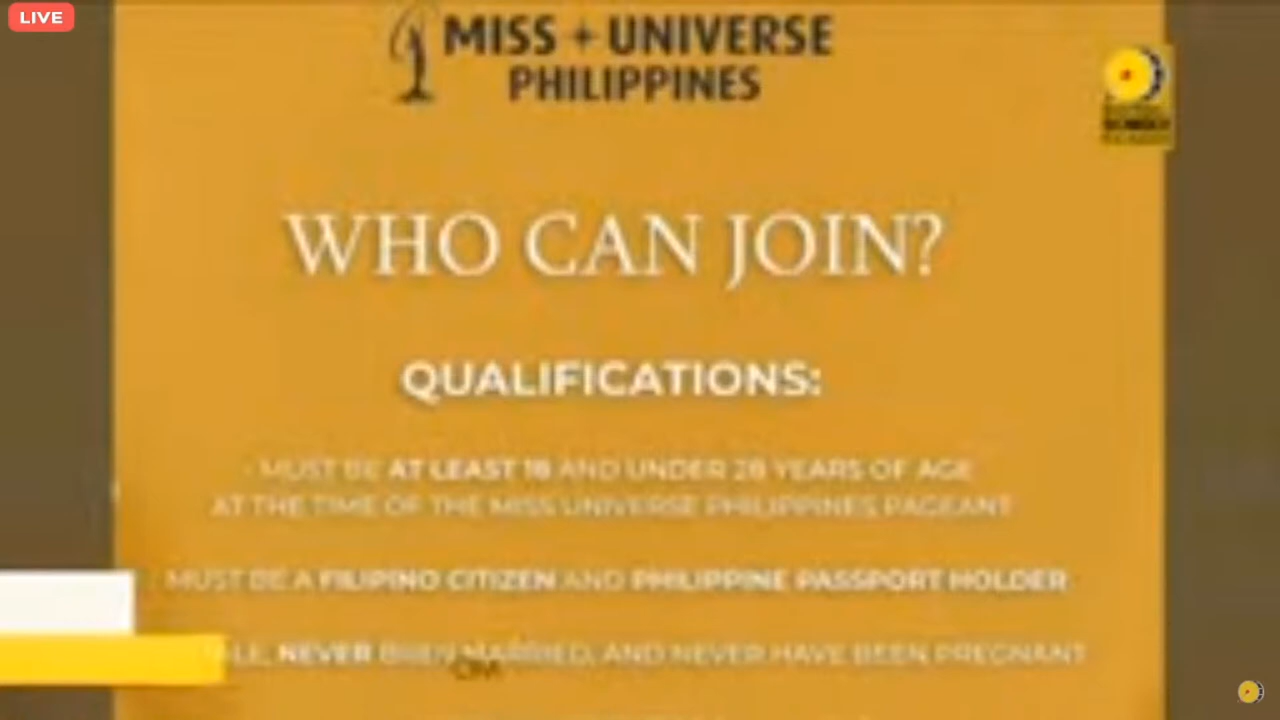 LIVE
MISS UNIVERSE
PHILIPPINES
WHO CAN JOIN?
QUALIFICATIONS:
- MUST BE AT LEAST 18 AND UNDER 28 YEARS OF AGE
AT THE TIME OF THE MISS UNIVERSE PHILIPPINES PAGEANT
MUST BE A FILIPINO CITIZEN AND PHILIPPINE PASSPORT HOLDER
NEVER BEEN MARRIED, AND NEVER HAVE BEEN PREGNANT